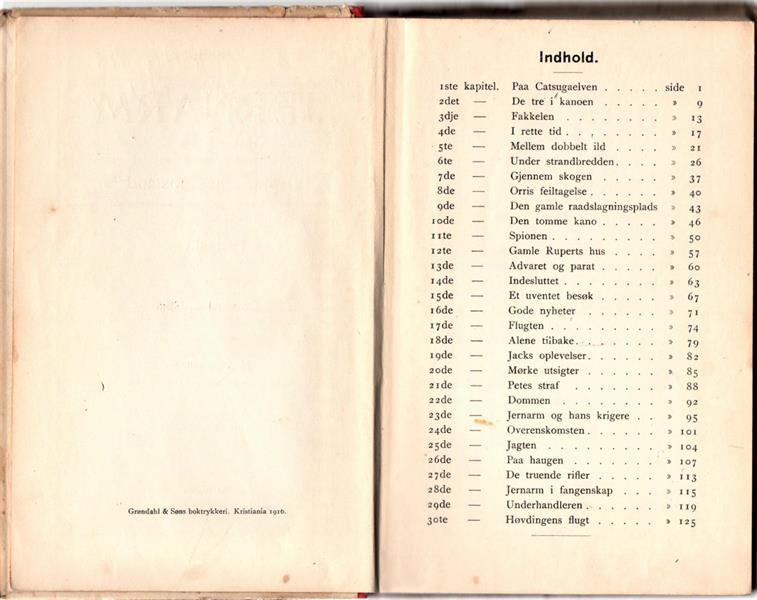 Grøndahl & Søns boktrykkeri. Kristiania 1916.
Indhold.
1ste kapitel. Paa Catsugaelven . . . . . side 1
2det — De tre i kanoen . . . . . » 9
3dje — Fakkelen . . . . . . . » 13
4de — I rette tid . . . . . . . » 17
5te — Mellem dobbelt ild . . . . » 21
6te — Under strandbredden . . . . » 26
7de — Gjennem skogen . . . . . » 37
8de — Orris feiltagelse . . . . . » 40
9de — Den gamle raadslagningsplads » 43
10de — Den tomme kano . . . . . » 46
11te — Spionen . . . . . . . . » 50
12te — Gamle Ruperts hus . . . . » 57
13de — Advaret og parat . . . . . » 60
14de — Indesluttet . . . . . . . » 63
15de — Et uventet besøk . . . . . » 67
16de — Gode nyheter . . . . . » 71
17de — Flugten . . . . . . . . » 74
18de — Alene tilbake . . . . . . » 79
19de — Jacks oplevelser . . . . . » 82
20de — Mørke utsigter . . . . . » 85
21de — Petes straf . . . . . . » 88
22de — Dommen . . . . . . . » 92
23de — Jernarm og hans krigere . . » 95
24de — Overenskomsten . . . . . » 101
25de — Jagten . . . . . . . . » 104
26de — Paa haugen . . . . . . » 107
27de — De truende rifler . . . . . » 113
28de — Jernarm i fangenskap . . . » 115
29de — Underhandleren . . . . . » 119
30te — Høvdingens flugt . . . . . » 125